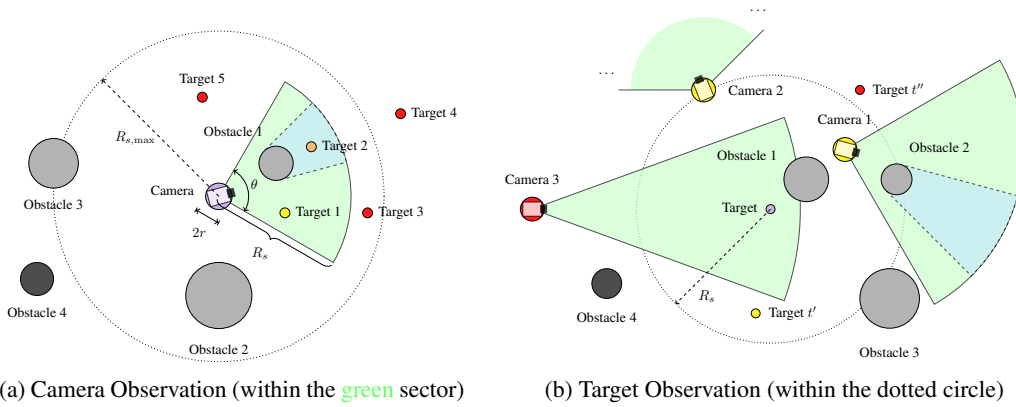 Target 5
Target 4
R_{s,max}
Obstacle 1
Target 2
Camera
θ
Obstacle 3
Target 1
Target 3
2r
R_s
Obstacle 4
Obstacle 2
(a) Camera Observation (within the green sector)
...
...
Camera 2
Target t''
Camera 1
Obstacle 1
Obstacle 2
Camera 3
Target
R_s
Target t'
Obstacle 4
Obstacle 3
(b) Target Observation (within the dotted circle)